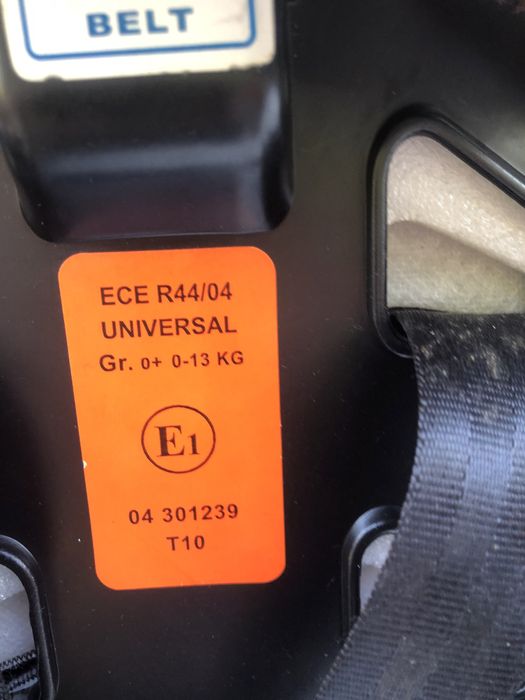 BELT
ECE R44/04
UNIVERSAL
Gr. 0+ 0-13 KG
E1
04 301239
T10